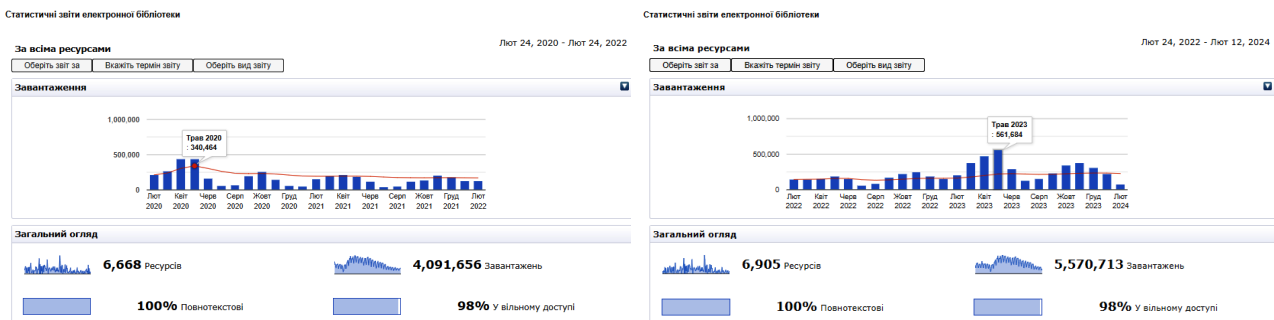 Статистичні звіти електронної бібліотеки
Лют 24, 2020 - Лют 24, 2022
За всіма ресурсами
Оберіть звіт за Вкажіть термін звіту Оберіть вид звіту
Завантаження
1,000,000
Трав 2020
: 340,464
500,000
0
Лют 2020 Квіт 2020 Черв 2020 Серп 2020 Жовт 2020 Груд 2020 Лют 2021 Квіт 2021 Черв 2021 Серп 2021 Жовт 2021 Груд 2021 Лют 2022
Загальний огляд
6,668 Ресурсів 4,091,656 Завантажень
100% Повнотекстові 98% У вільному доступі
Статистичні звіти електронної бібліотеки
Лют 24, 2022 - Лют 12, 2024
За всіма ресурсами
Оберіть звіт за Вкажіть термін звіту Оберіть вид звіту
Завантаження
1,000,000
Трав 2023
: 561,684
500,000
0
Лют 2022 Квіт 2022 Черв 2022 Серп 2022 Жовт 2022 Груд 2022 Лют 2023 Квіт 2023 Черв 2023 Серп 2023 Жовт 2023 Груд 2023 Лют 2024
Загальний огляд
6,905 Ресурсів 5,570,713 Завантажень
100% Повнотекстові 98% У вільному доступі